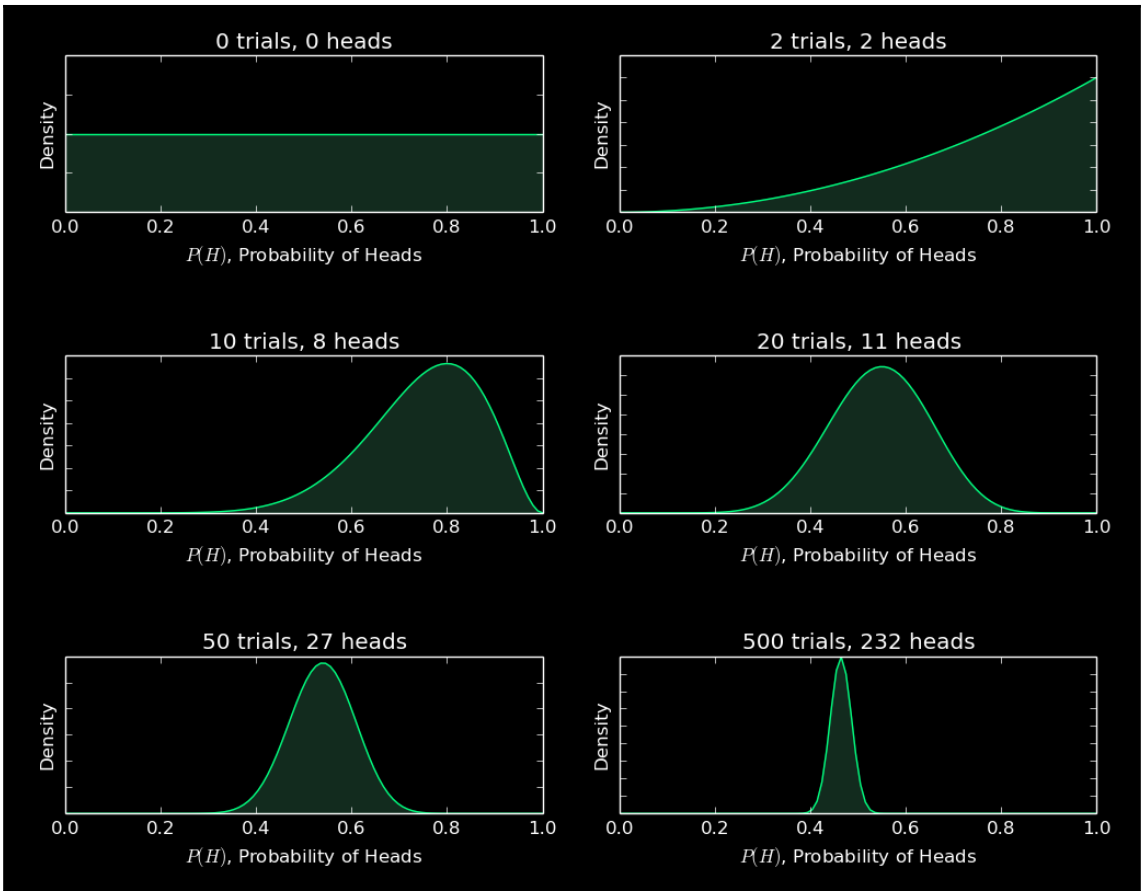 0 trials, 0 heads
Density
0.0 0.2 0.4 0.6 0.8 1.0
P(H), Probability of Heads
2 trials, 2 heads
Density
0.0 0.2 0.4 0.6 0.8 1.0
P(H), Probability of Heads
10 trials, 8 heads
Density
0.0 0.2 0.4 0.6 0.8 1.0
P(H), Probability of Heads
20 trials, 11 heads
Density
0.0 0.2 0.4 0.6 0.8 1.0
P(H), Probability of Heads
50 trials, 27 heads
Density
0.0 0.2 0.4 0.6 0.8 1.0
P(H), Probability of Heads
500 trials, 232 heads
Density
0.0 0.2 0.4 0.6 0.8 1.0
P(H), Probability of Heads